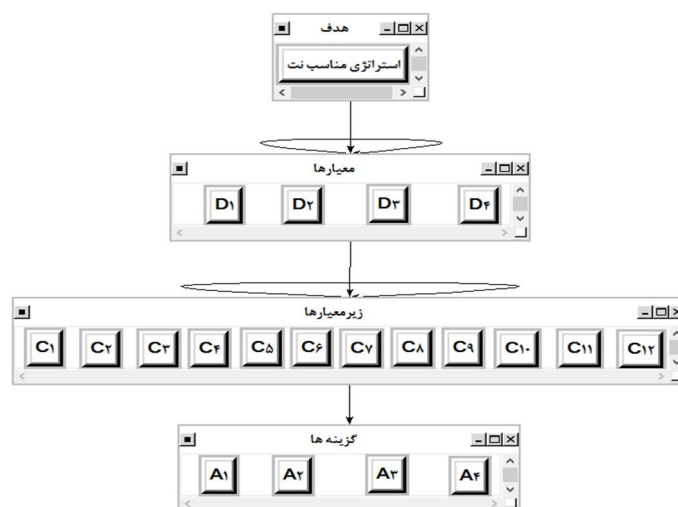 هدف
استراتژی مناسب نت
معیارها
D۱ D۲ D۳ D۴
زیرمعیارها
C۱ C۲ C۳ C۴ C۵ C۶ C۷ C۸ C۹ C۱۰ C۱۱ C۱۲
گزینه ها
A۱ A۲ A۳ A۴